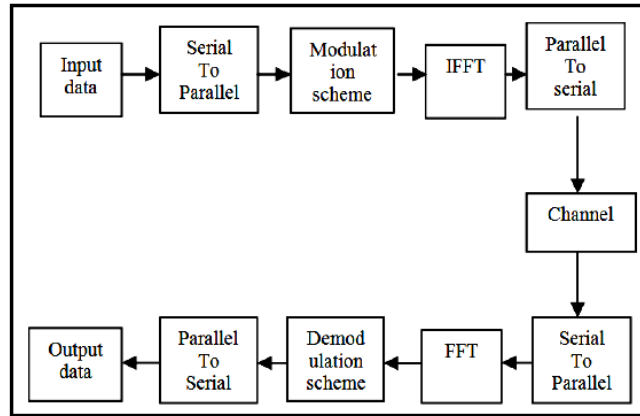 Input
data
Serial
To
Parallel
Modulat
ion
scheme
IFFT
Parallel
To
serial
Channel
Serial
To
Parallel
FFT
Demod
ulation
scheme
Parallel
To
Serial
Output
data